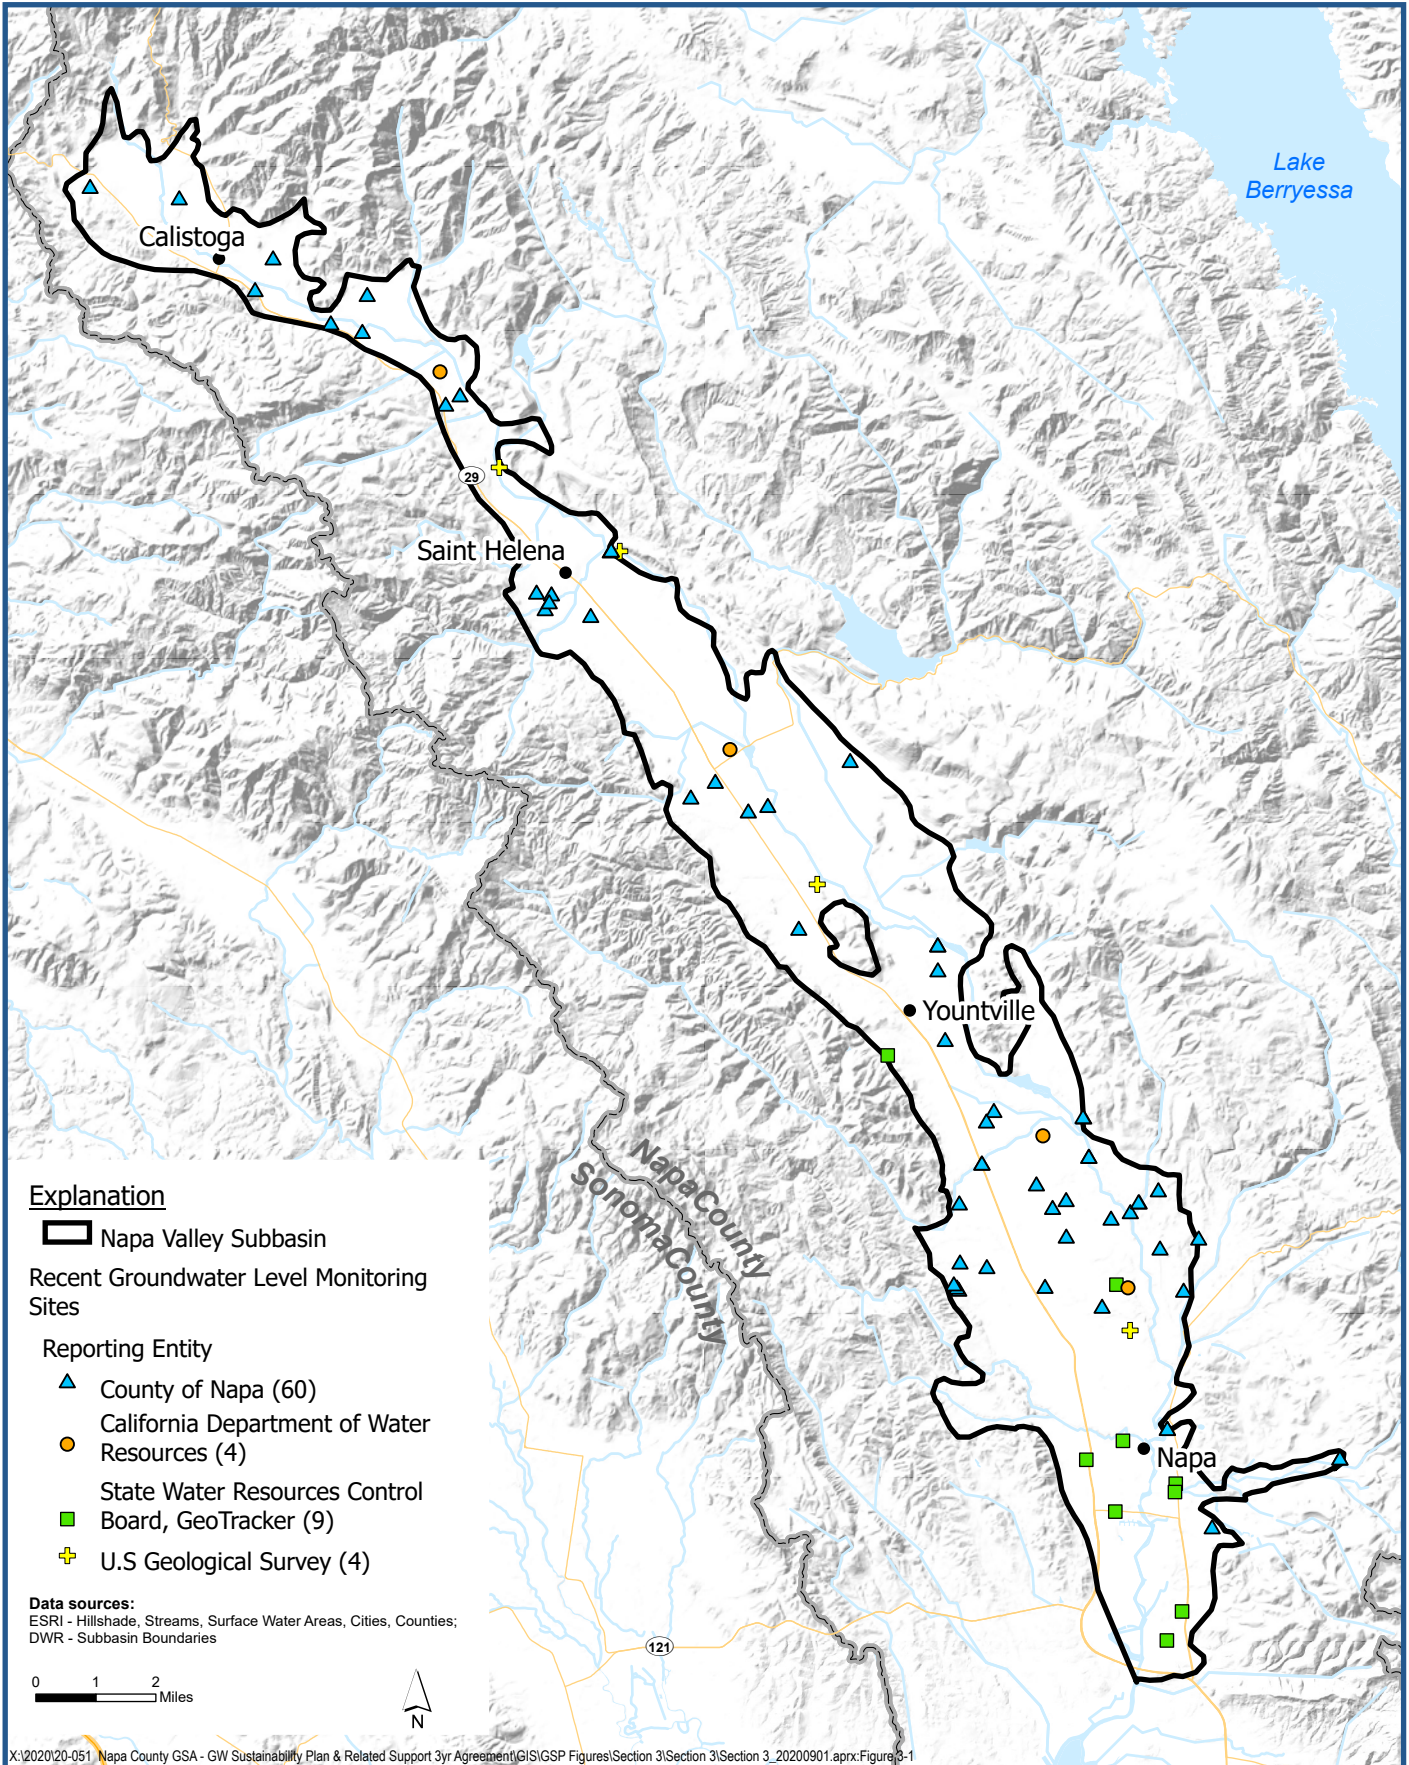 Lake
Berryessa
Calistoga
29
Saint Helena
Yountville
NapaCounty
SonomaCounty
Napa
121
Explanation
Napa Valley Subbasin
Recent Groundwater Level Monitoring
Sites
Reporting Entity
County of Napa (60)
California Department of Water
Resources (4)
State Water Resources Control
Board, GeoTracker (9)
U.S Geological Survey (4)
Data sources:
ESRI - Hillshade, Streams, Surface Water Areas, Cities, Counties;
DWR - Subbasin Boundaries
0 1 2
Miles
N
X:\2020\20-051_Napa County GSA - GW Sustainability Plan & Related Support 3yr Agreement\GIS\GSP Figures\Section 3\Section 3\Section 3_20200901.aprx:Figure 3-1